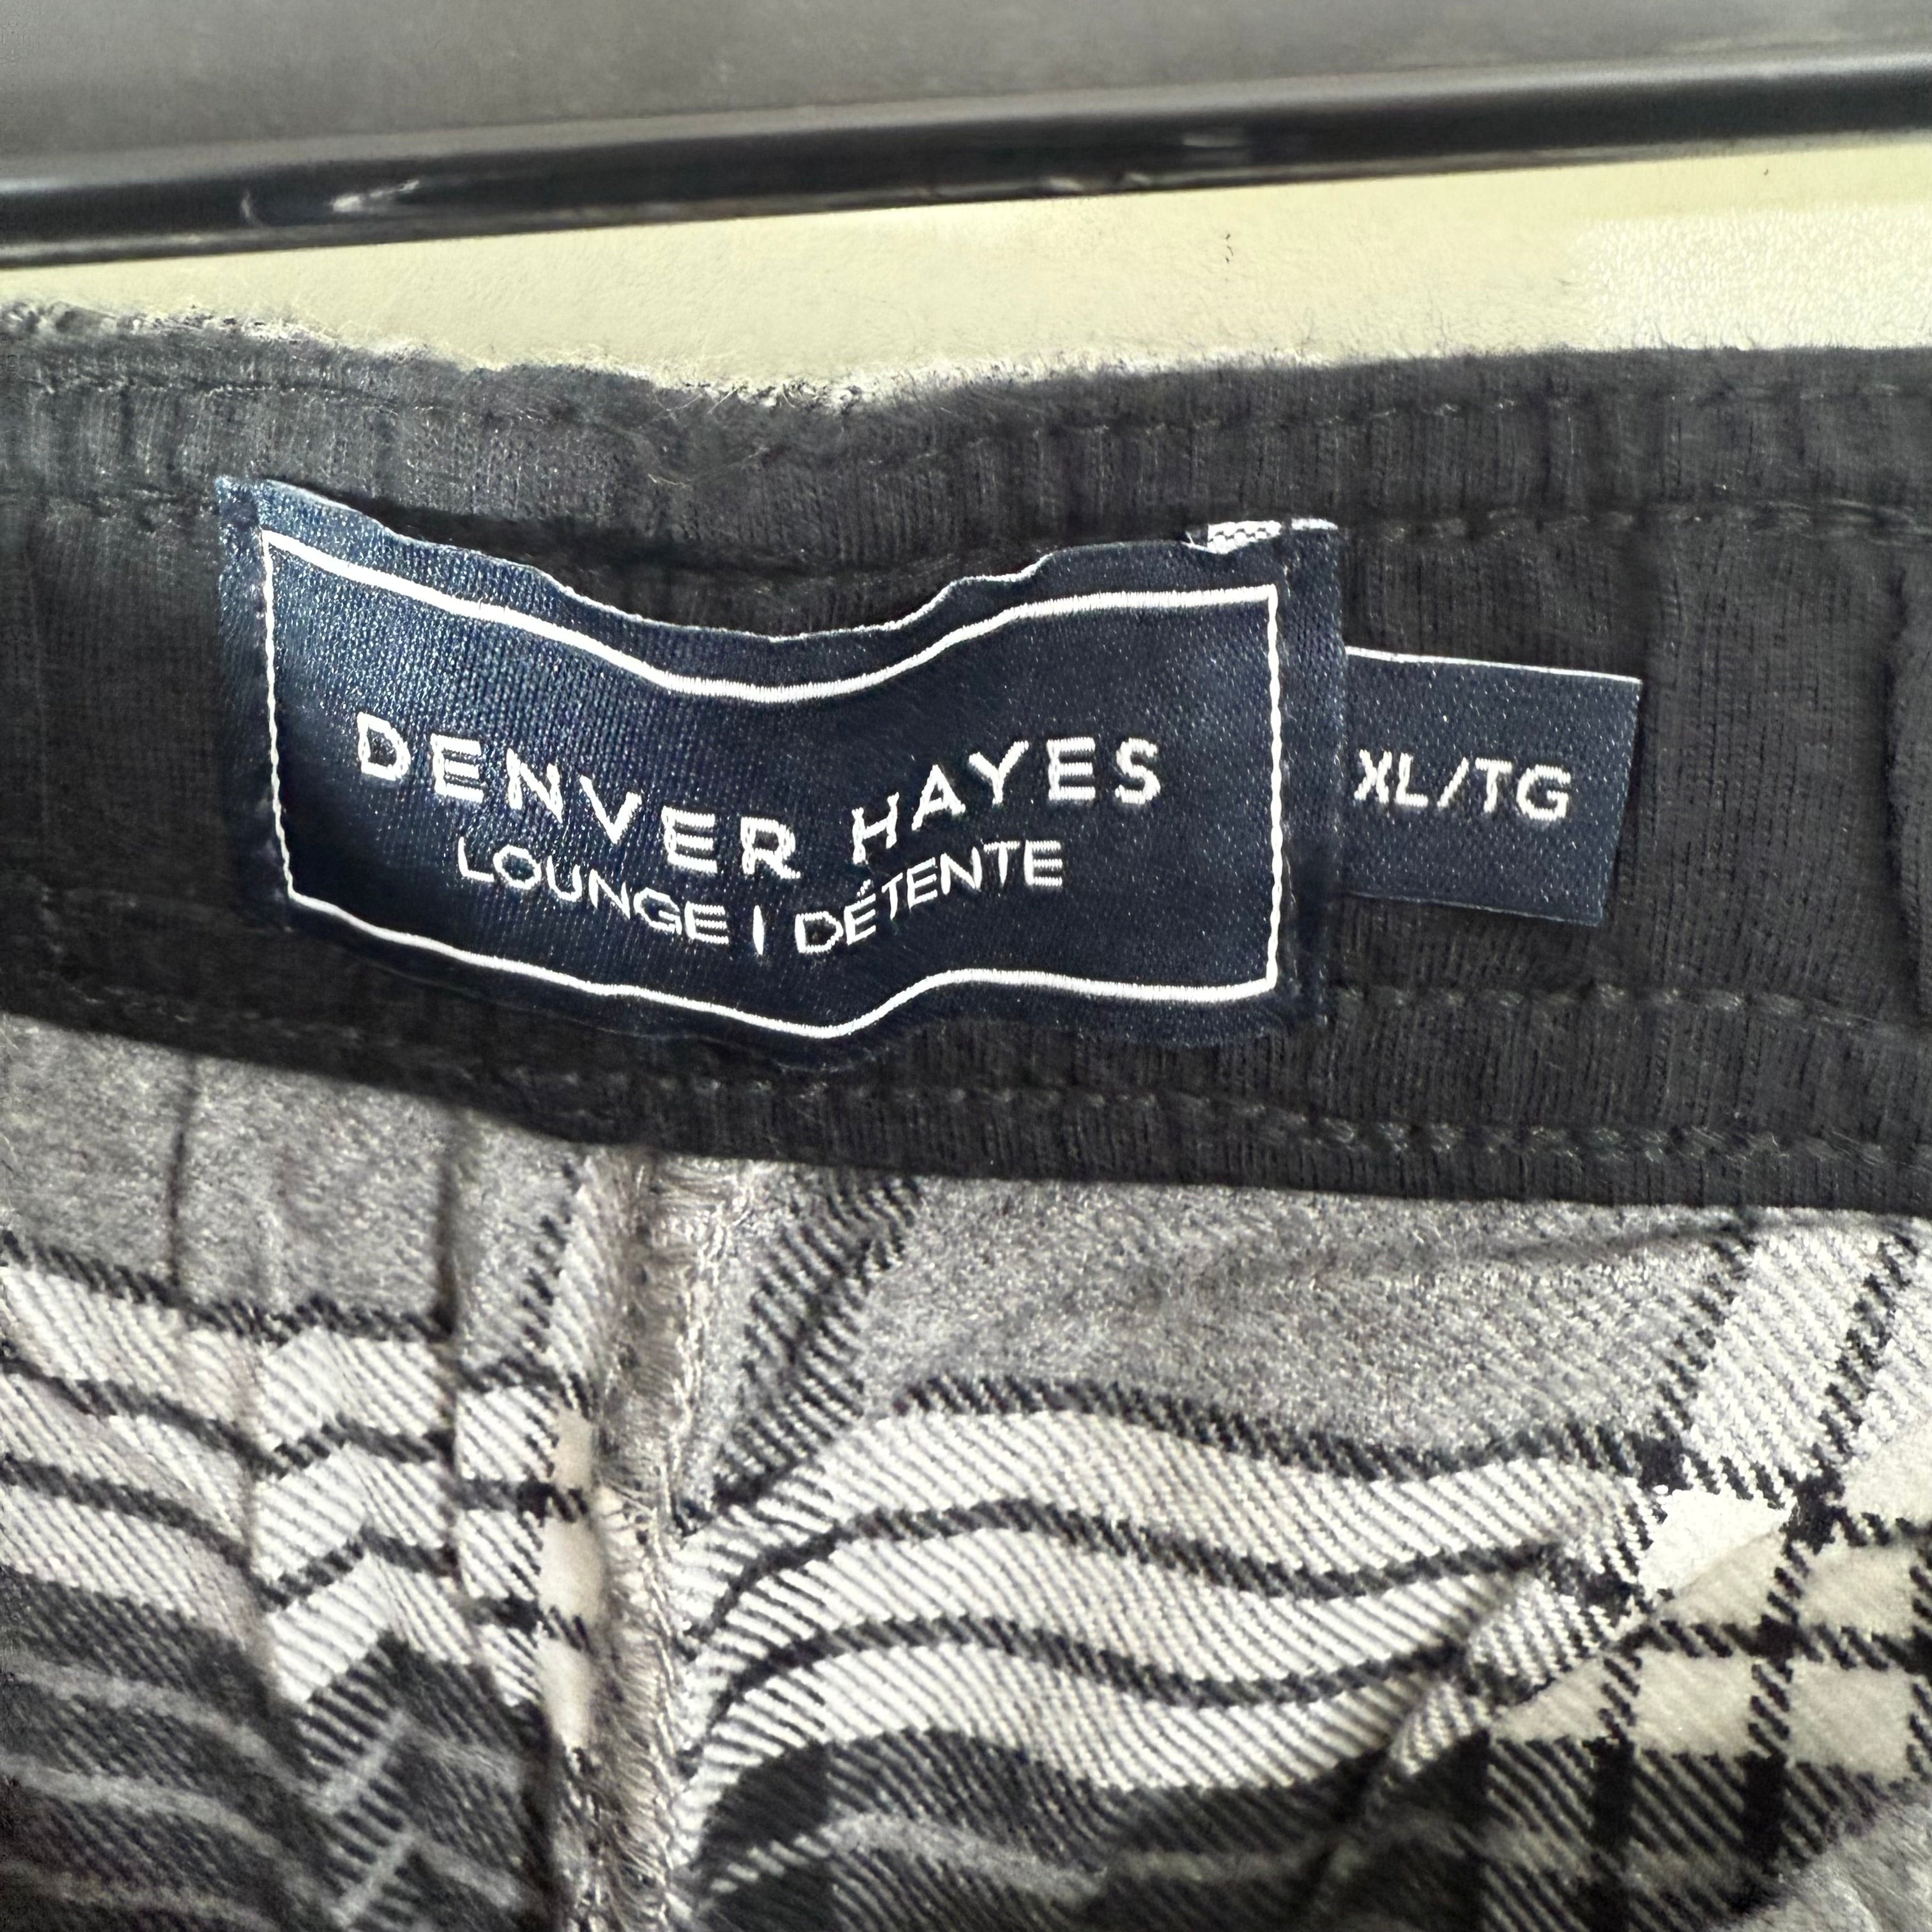 DENVER HAYES
LOUNGE | DÉTENTE
XL/TG